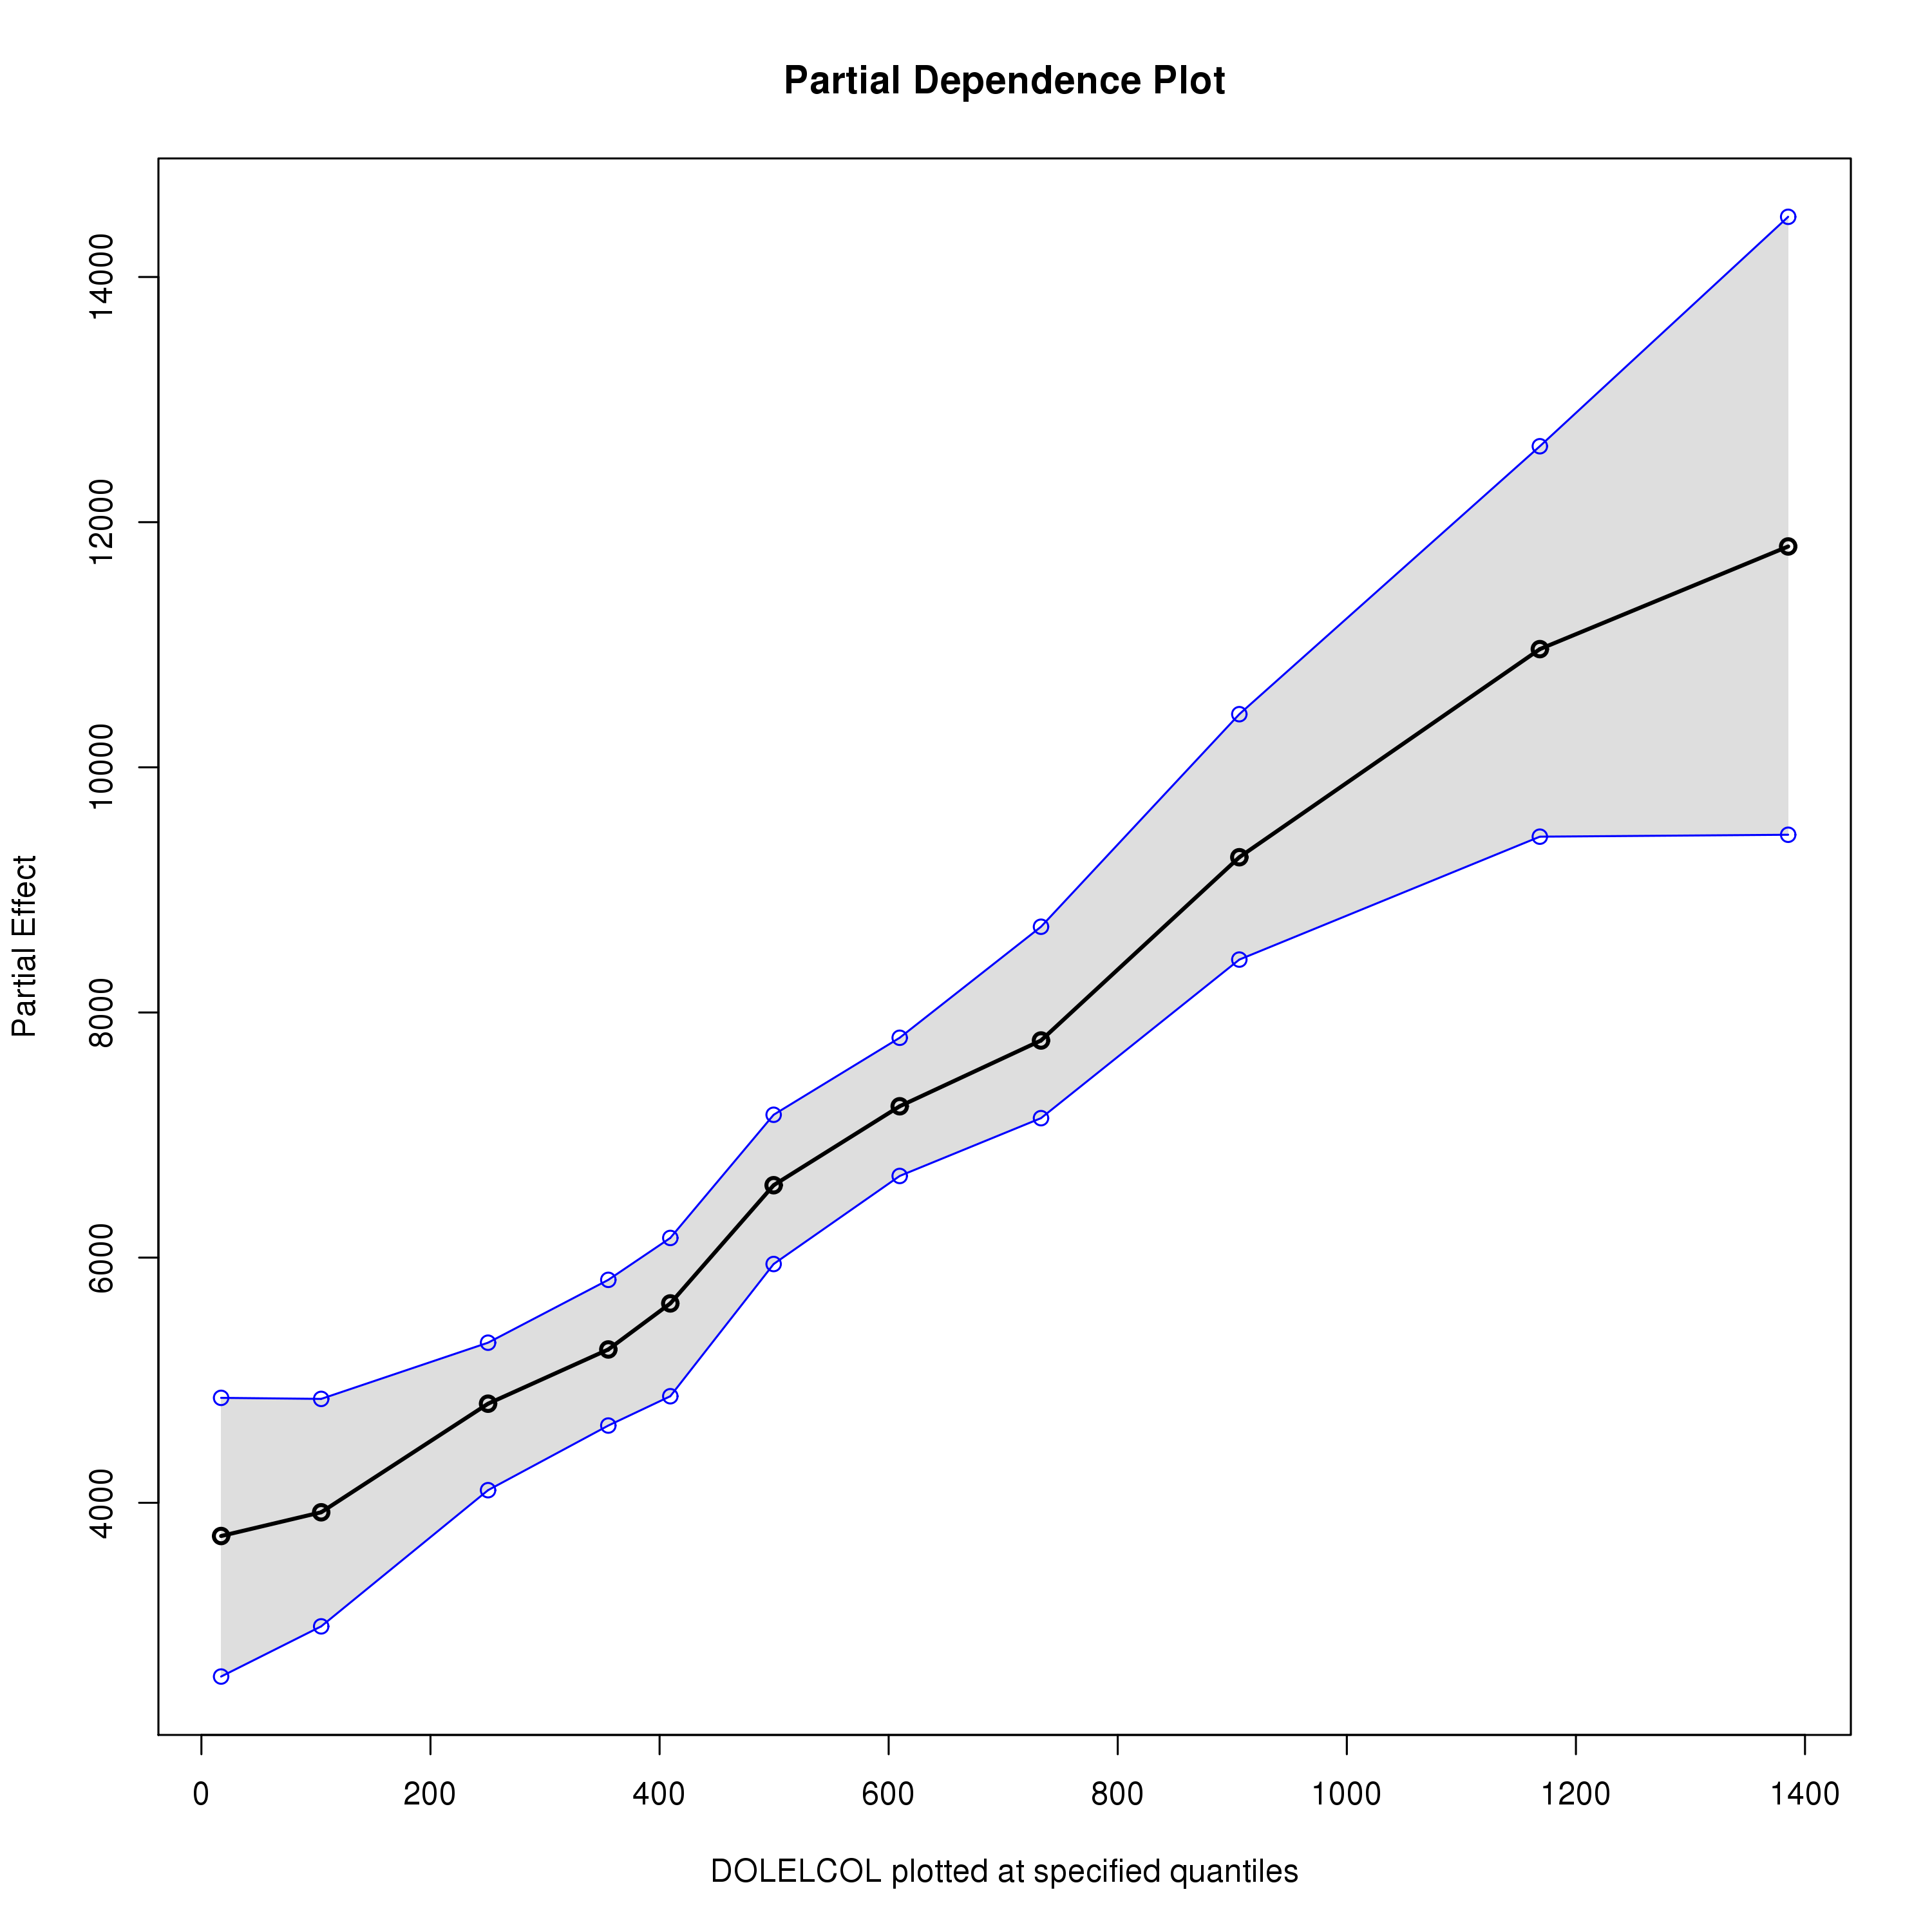 Partial Dependence Plot
Partial Effect
14000
12000
10000
8000
6000
4000
0 200 400 600 800 1000 1200 1400
DOLELCOL plotted at specified quantiles